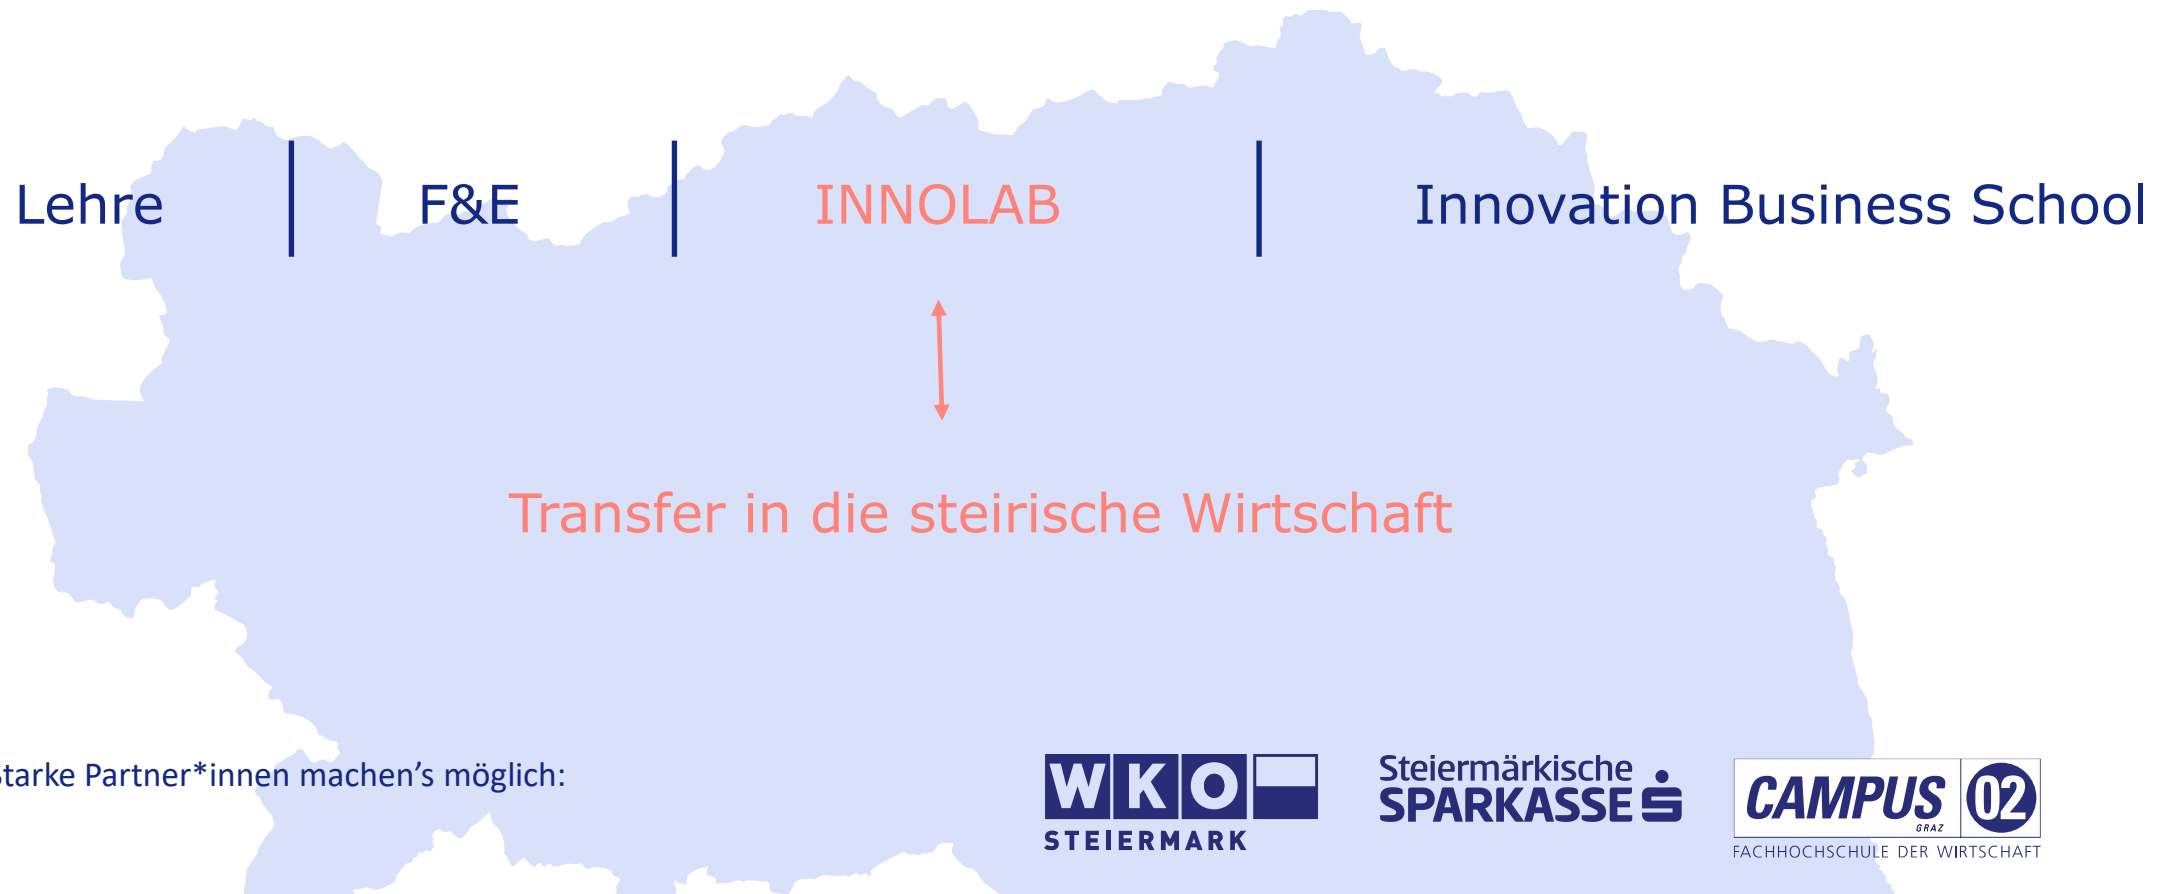 Lehre
F&E
INNOLAB
Innovation Business School
Transfer in die steirische Wirtschaft
Starke Partner*innen machen’s möglich:
WKO
STEIERMARK
Steiermärkische
SPARKASSE
CAMPUS 02
GRAZ
FACHHOCHSCHULE DER WIRTSCHAFT